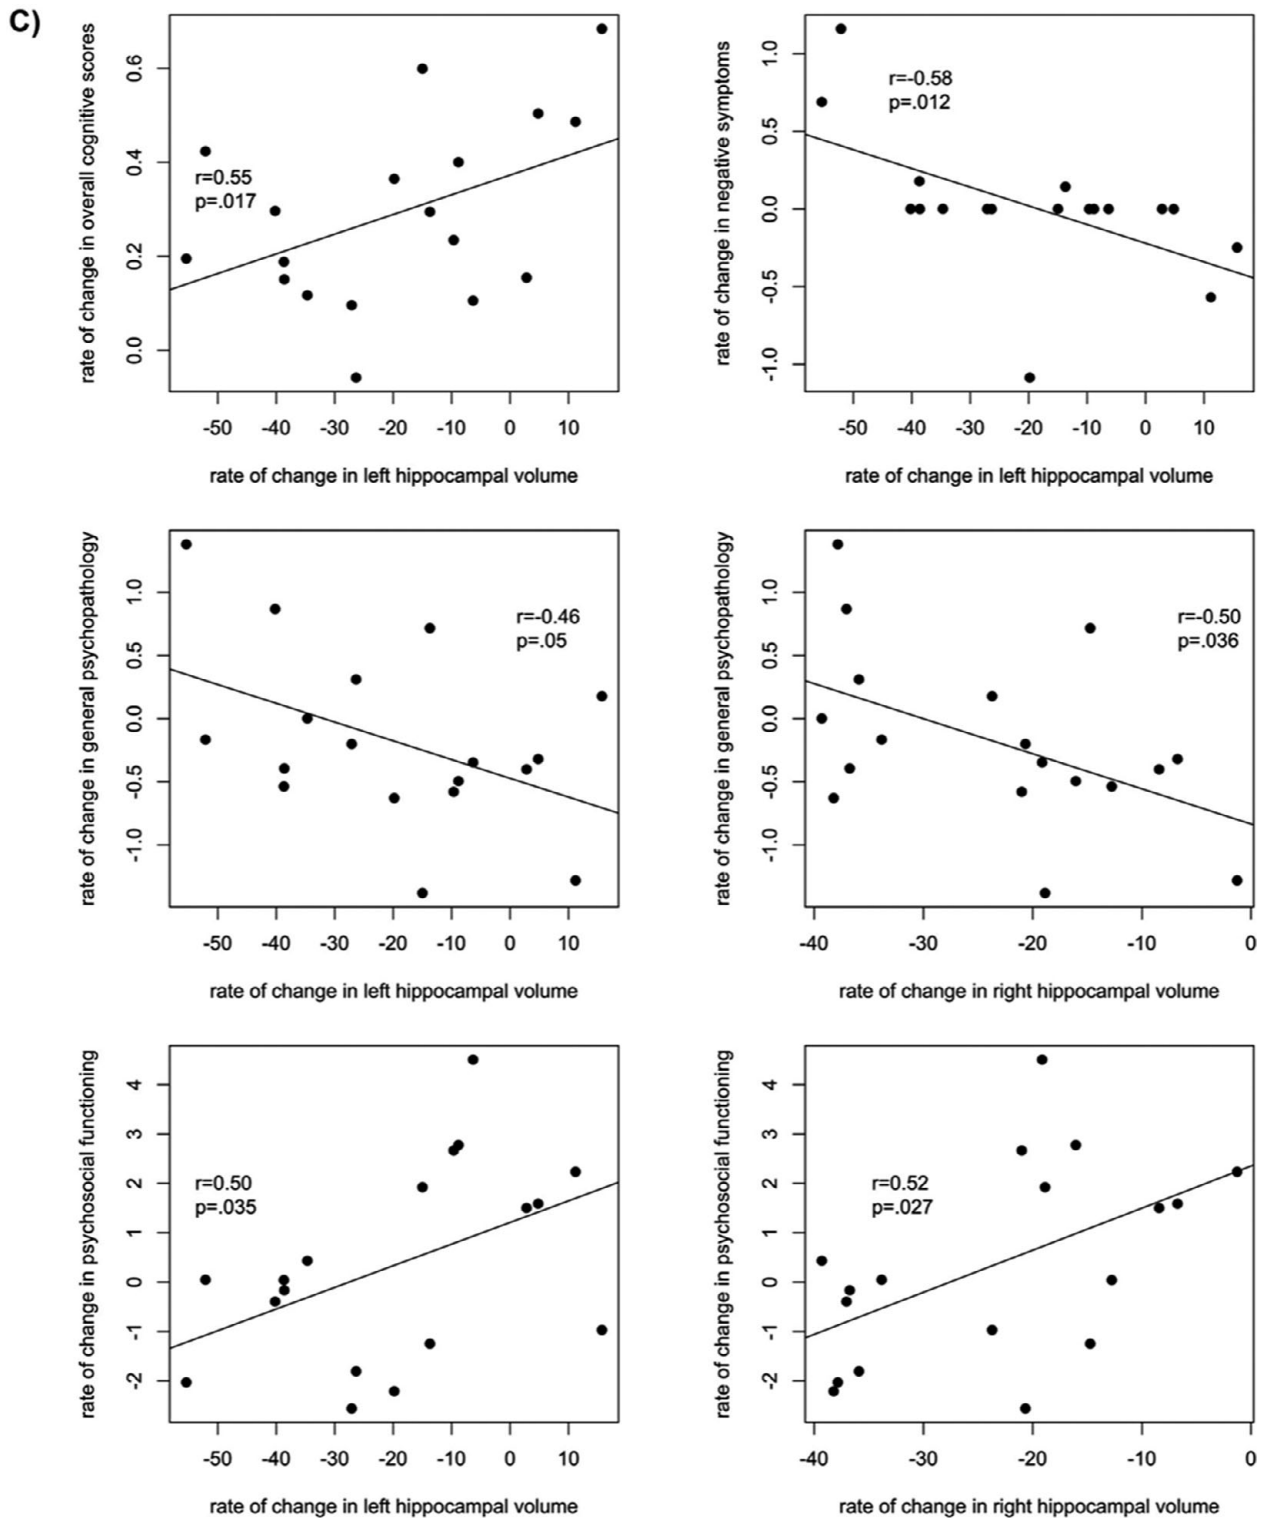 C)
rate of change in overall cognitive scores
0.6
0.4
0.2
0.0
r=0.55
p=.017
-50 -40 -30 -20 -10 0 10
rate of change in left hippocampal volume
rate of change in negative symptoms
1.0
0.5
0.0
-0.5
-1.0
r=-0.58
p=.012
-50 -40 -30 -20 -10 0 10
rate of change in left hippocampal volume
rate of change in general psychopathology
1.0
0.5
0.0
-0.5
-1.0
r=-0.46
p=.05
-50 -40 -30 -20 -10 0 10
rate of change in left hippocampal volume
rate of change in general psychopathology
1.0
0.5
0.0
-0.5
-1.0
r=-0.50
p=.036
-40 -30 -20 -10 0
rate of change in right hippocampal volume
rate of change in psychosocial functioning
4
3
2
1
0
-1
-2
r=0.50
p=.035
-50 -40 -30 -20 -10 0 10
rate of change in left hippocampal volume
rate of change in psychosocial functioning
4
3
2
1
0
-1
-2
r=0.52
p=.027
-40 -30 -20 -10 0
rate of change in right hippocampal volume